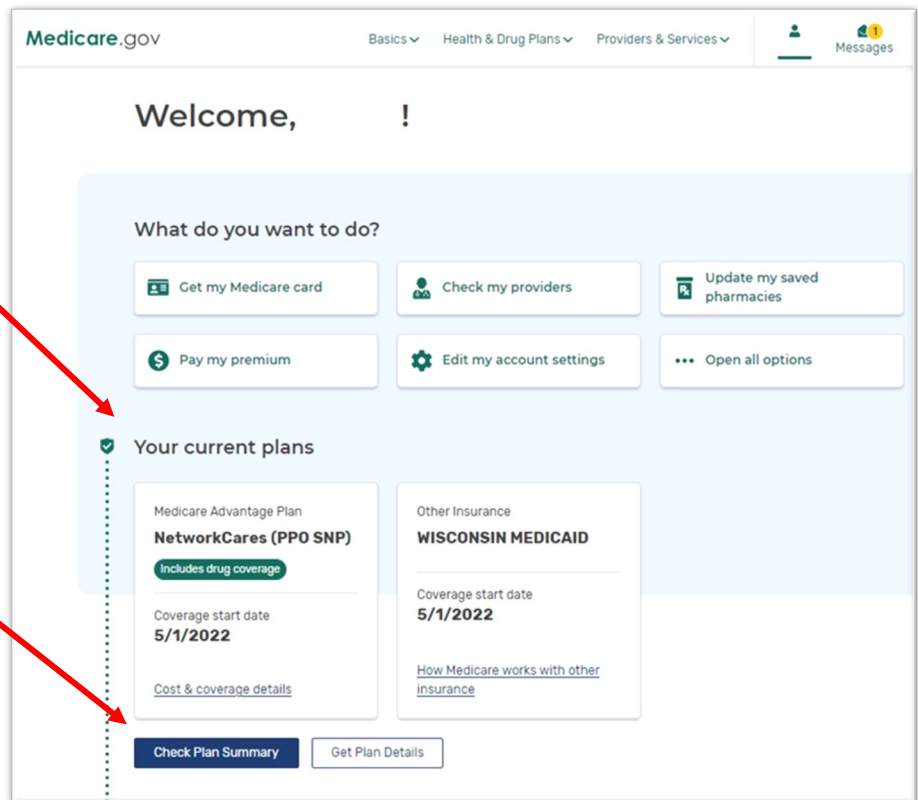 Medicare.gov
Basics Health & Drug Plans Providers & Services
1
Messages
Welcome, !
What do you want to do?
Get my Medicare card
Check my providers
Update my saved
pharmacies
Pay my premium
Edit my account settings
Open all options
Your current plans
Medicare Advantage Plan
NetworkCares (PPO SNP)
Includes drug coverage
Coverage start date
5/1/2022
Cost & coverage details
Other Insurance
WISCONSIN MEDICAID
Coverage start date
5/1/2022
How Medicare works with other
insurance
Check Plan Summary
Get Plan Details